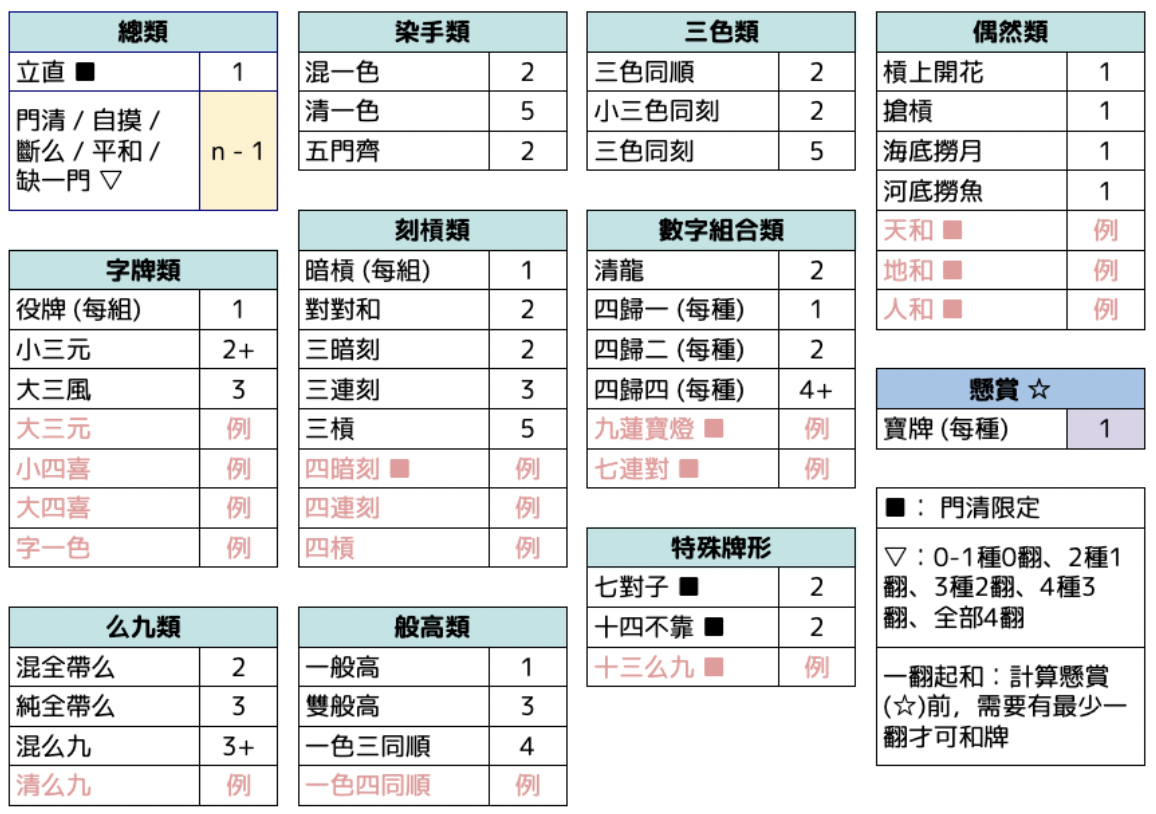 總類
立直 ■ 1
門清 / 自摸 /
斷么 / 平和 /
缺一門 ▽
n - 1
字牌類
役牌 (每組) 1
小三元 2+
大三風 3
大三元 例
小四喜 例
大四喜 例
字一色 例
么九類
混全帶么 2
純全帶么 3
混么九 3+
清么九 例
染手類
混一色 2
清一色 5
五門齊 2
刻槓類
暗槓 (每組) 1
對對和 2
三暗刻 2
三連刻 3
三槓 5
四暗刻 ■ 例
四連刻 例
四槓 例
般高類
一般高 1
雙般高 3
一色三同順 4
一色四同順 例
三色類
三色同順 2
小三色同刻 2
三色同刻 5
數字組合類
清龍 2
四歸一 (每種) 1
四歸二 (每種) 2
四歸四 (每種) 4+
九蓮寶燈 ■ 例
七連對 ■ 例
特殊牌形
七對子 ■ 2
十四不靠 ■ 2
十三么九 ■ 例
偶然類
槓上開花 1
搶槓 1
海底撈月 1
河底撈魚 1
天和 ■ 例
地和 ■ 例
人和 ■ 例
懸賞 ☆
寶牌 (每種) 1
■： 門清限定
▽：0-1種0翻、2種1
翻、3種2翻、4種3
翻、全部4翻
一翻起和：計算懸賞
(☆)前，需要有最少一
翻才可和牌